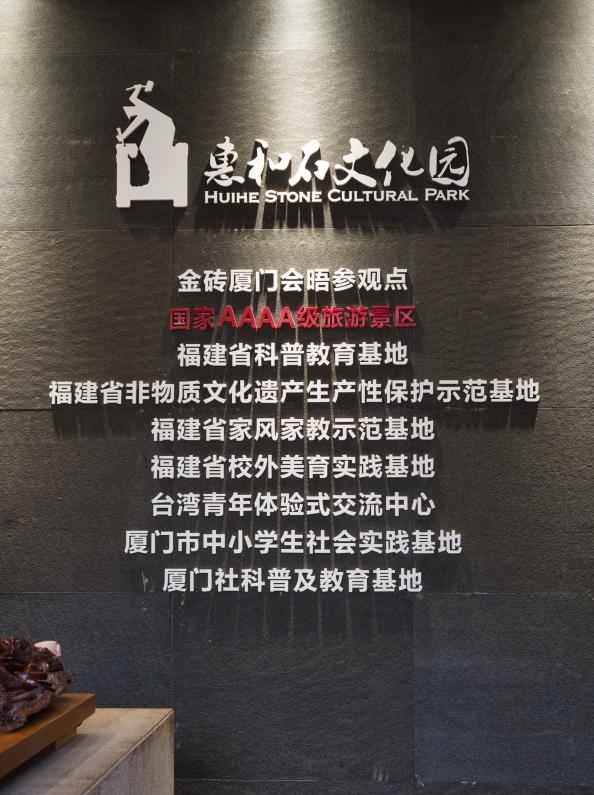 惠和石文化园
HUIHE STONE CULTURAL PARK
金砖厦门会晤参观点
国家AAAA级旅游景区
福建省科普教育基地
福建省非物质文化遗产生产性保护示范基地
福建省家风家教示范基地
福建省校外美育实践基地
台湾青年体验式交流中心
厦门市中小学生社会实践基地
厦门社科普及教育基地